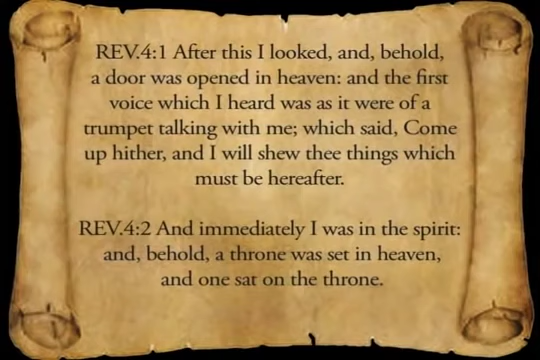 REV.4:1 After this I looked, and, behold,
a door was opened in heaven: and the first
voice which I heard was as it were of a
trumpet talking with me; which said, Come
up hither, and I will shew thee things which
must be hereafter.
REV.4:2 And immediately I was in the spirit:
and, behold, a throne was set in heaven,
and one sat on the throne.